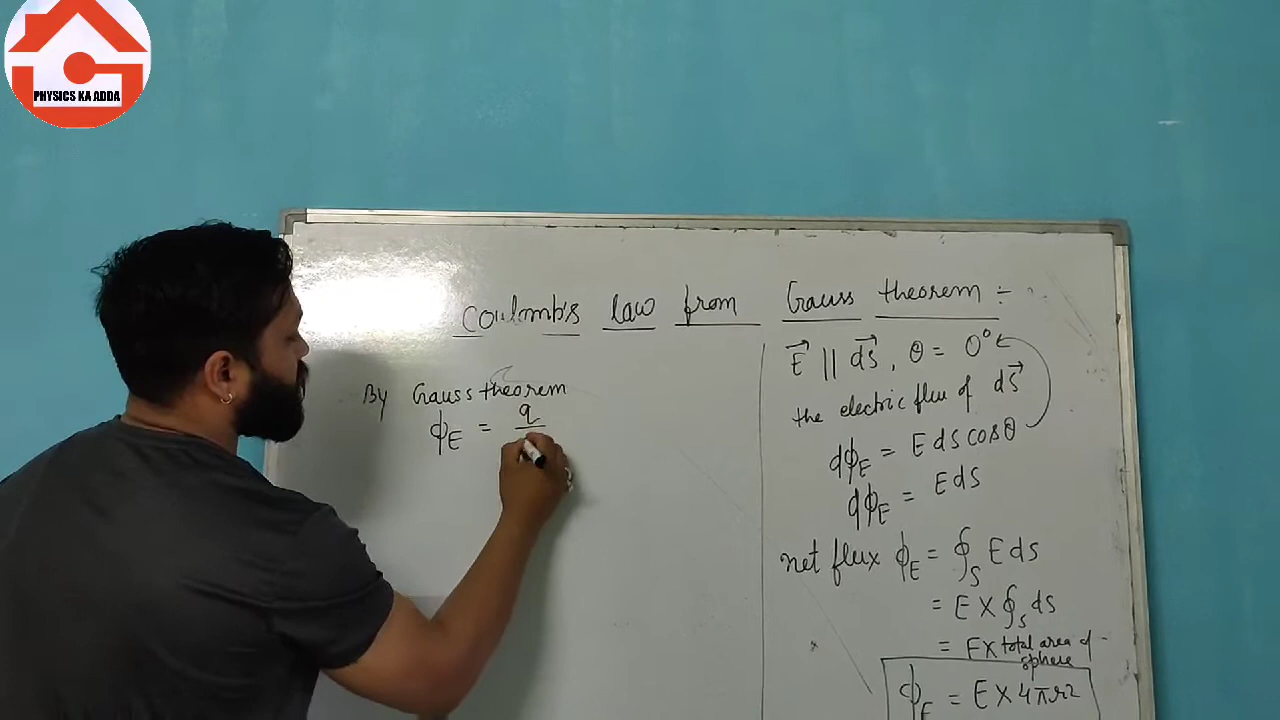 PHYSICS KA ADDA
Coulomb's law from Gauss theorem :-
By Gauss theorem
ϕE = q
E⃗ || ds⃗, θ = 0°
the electric flux of ds⃗
dϕE = E ds cosθ
dϕE = E ds
net flux ϕE = ∮S E ds
= E X ∮S ds
= E X total area of sphere
ϕE = E X 4πr2